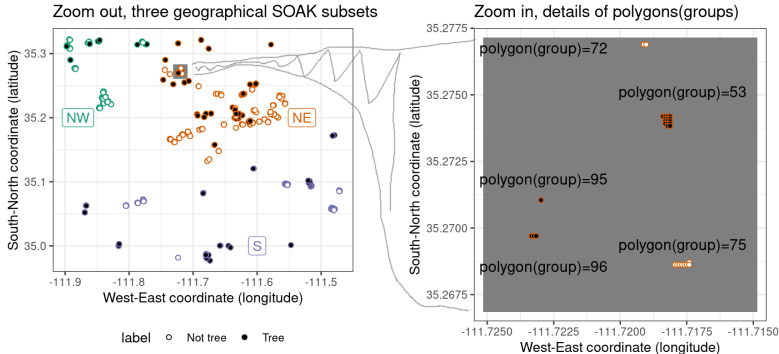 Zoom out, three geographical SOAK subsets
South-North coordinate (latitude)
35.3
35.2
35.1
35.0
NW
NE
S
-111.9
-111.8
-111.7
-111.6
-111.5
West-East coordinate (longitude)
label
Not tree
Tree
Zoom in, details of polygons(groups)
South-North coordinate (latitude)
35.2775
35.2750
35.2725
35.2700
35.2675
polygon(group)=72
polygon(group)=53
polygon(group)=95
polygon(group)=75
polygon(group)=96
-111.7250
-111.7225
-111.7200
-111.7175
-111.7150
West-East coordinate (longitude)